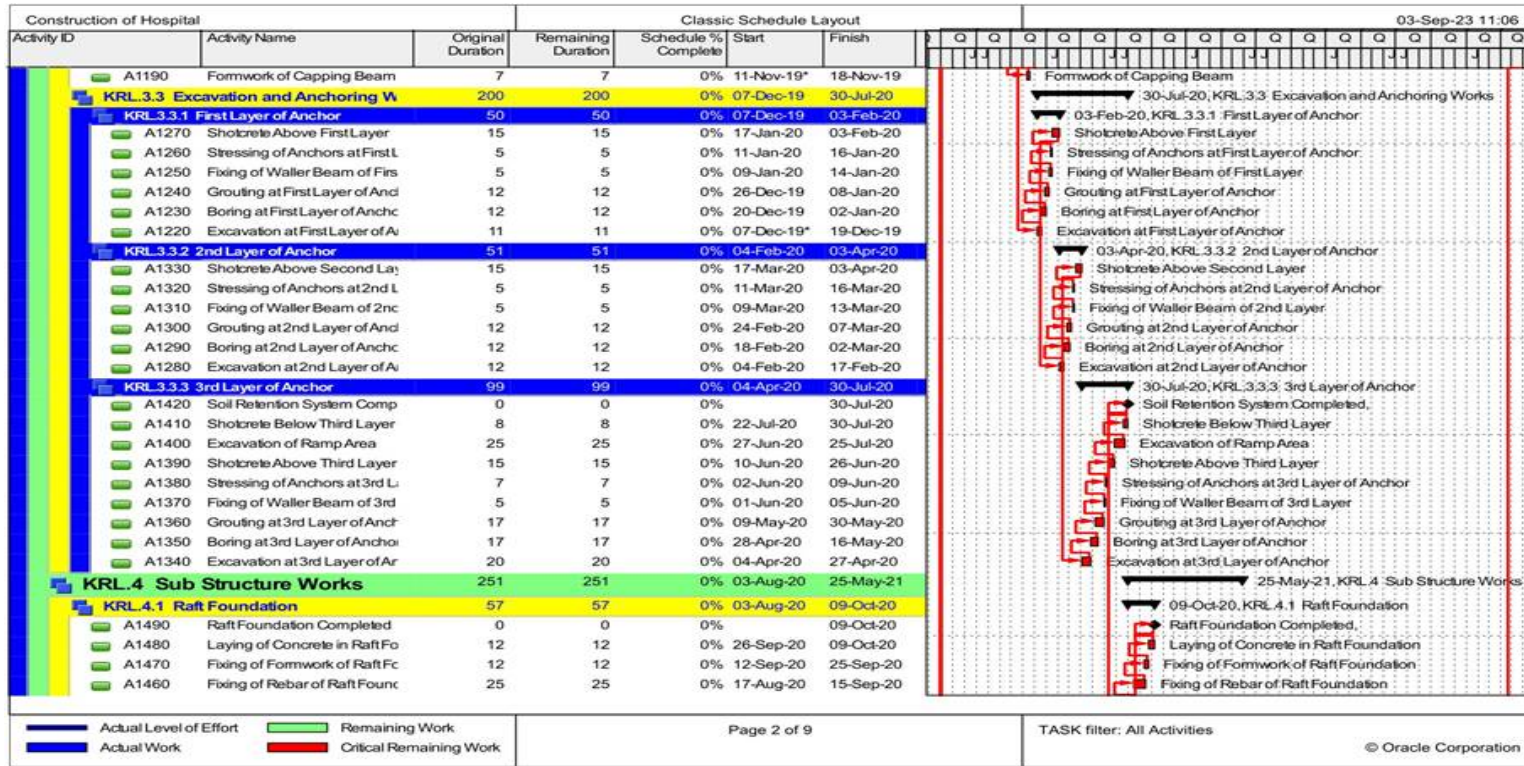 Construction of Hospital Classic Schedule Layout 03-Sep-23 11:06
Activity ID Activity Name Original Duration Remaining Duration Schedule % Complete Start Finish Q Q Q Q Q Q Q Q Q Q Q Q Q Q Q Q Q
A1190 Formwork of Capping Beam 7 7 0% 11-Nov-19* 18-Nov-19 Formwork of Capping Beam
KRL.3.3 Excavation and Anchoring W 200 200 0% 07-Dec-19 30-Jul-20 30-Jul-20, KRL.3.3 Excavation and Anchoring Works
KRL.3.3.1 First Layer of Anchor 50 50 0% 07-Dec-19 03-Feb-20 03-Feb-20, KRL.3.3.1 First Layer of Anchor
A1270 Shotcrete Above First Layer 15 15 0% 17-Jan-20 03-Feb-20 Shotcrete Above First Layer
A1260 Stressing of Anchors at First L 5 5 0% 11-Jan-20 16-Jan-20 Stressing of Anchors at First Layer of Anchor
A1250 Fixing of Waller Beam of Firs 5 5 0% 09-Jan-20 14-Jan-20 Fixing of Waller Beam of First Layer
A1240 Grouting at First Layer of Ancl 12 12 0% 26-Dec-19 08-Jan-20 Grouting at First Layer of Anchor
A1230 Boring at First Layer of Anchc 12 12 0% 20-Dec-19 02-Jan-20 Boring at First Layer of Anchor
A1220 Excavation at First Layer of A 11 11 0% 07-Dec-19* 19-Dec-19 Excavation at First Layer of Anchor
KRL.3.3.2 2nd Layer of Anchor 51 51 0% 04-Feb-20 03-Apr-20 03-Apr-20, KRL.3.3.2 2nd Layer of Anchor
A1330 Shotcrete Above Second Lay 15 15 0% 17-Mar-20 03-Apr-20 Shotcrete Above Second Layer
A1320 Stressing of Anchors at 2nd L 5 5 0% 11-Mar-20 16-Mar-20 Stressing of Anchors at 2nd Layer of Anchor
A1310 Fixing of Waller Beam of 2nc 5 5 0% 09-Mar-20 13-Mar-20 Fixing of Waller Beam of 2nd Layer
A1300 Grouting at 2nd Layer of Ancl 12 12 0% 24-Feb-20 07-Mar-20 Grouting at 2nd Layer of Anchor
A1290 Boring at 2nd Layer of Anchc 12 12 0% 18-Feb-20 02-Mar-20 Boring at 2nd Layer of Anchor
A1280 Excavation at 2nd Layer of A 12 12 0% 04-Feb-20 17-Feb-20 Excavation at 2nd Layer of Anchor
KRL.3.3.3 3rd Layer of Anchor 99 99 0% 04-Apr-20 30-Jul-20 30-Jul-20, KRL.3.3.3 3rd Layer of Anchor
A1420 Soil Retention System Comp 0 0 0% 30-Jul-20 Soil Retention System Completed,
A1410 Shotcrete Below Third Layer 8 8 0% 22-Jul-20 30-Jul-20 Shotcrete Below Third Layer
A1400 Excavation of Ramp Area 25 25 0% 27-Jun-20 25-Jul-20 Excavation of Ramp Area
A1390 Shotcrete Above Third Layer 15 15 0% 10-Jun-20 26-Jun-20 Shotcrete Above Third Layer
A1380 Stressing of Anchors at 3rd L 7 7 0% 02-Jun-20 09-Jun-20 Stressing of Anchors at 3rd Layer of Anchor
A1370 Fixing of Waller Beam of 3rd 5 5 0% 01-Jun-20 05-Jun-20 Fixing of Waller Beam of 3rd Layer
A1360 Grouting at 3rd Layer of Anch 17 17 0% 09-May-20 30-May-20 Grouting at 3rd Layer of Anchor
A1350 Boring at 3rd Layer of Ancho 17 17 0% 28-Apr-20 16-May-20 Boring at 3rd Layer of Anchor
A1340 Excavation at 3rd Layer of Ar 20 20 0% 04-Apr-20 27-Apr-20 Excavation at 3rd Layer of Anchor
KRL.4 Sub Structure Works 251 251 0% 03-Aug-20 25-May-21 25-May-21, KRL.4 Sub Structure Works
KRL.4.1 Raft Foundation 57 57 0% 03-Aug-20 09-Oct-20 09-Oct-20, KRL.4.1 Raft Foundation
A1490 Raft Foundation Completed 0 0 0% 09-Oct-20 Raft Foundation Completed,
A1480 Laying of Concrete in Raft Fo 12 12 0% 26-Sep-20 09-Oct-20 Laying of Concrete in Raft Foundation
A1470 Fixing of Formwork of Raft Fc 12 12 0% 12-Sep-20 25-Sep-20 Fixing of Formwork of Raft Foundation
A1460 Fixing of Rebar of Raft Found 25 25 0% 17-Aug-20 15-Sep-20 Fixing of Rebar of Raft Foundation
Actual Level of Effort Remaining Work Page 2 of 9 TASK filter: All Activities
Actual Work Critical Remaining Work © Oracle Corporation